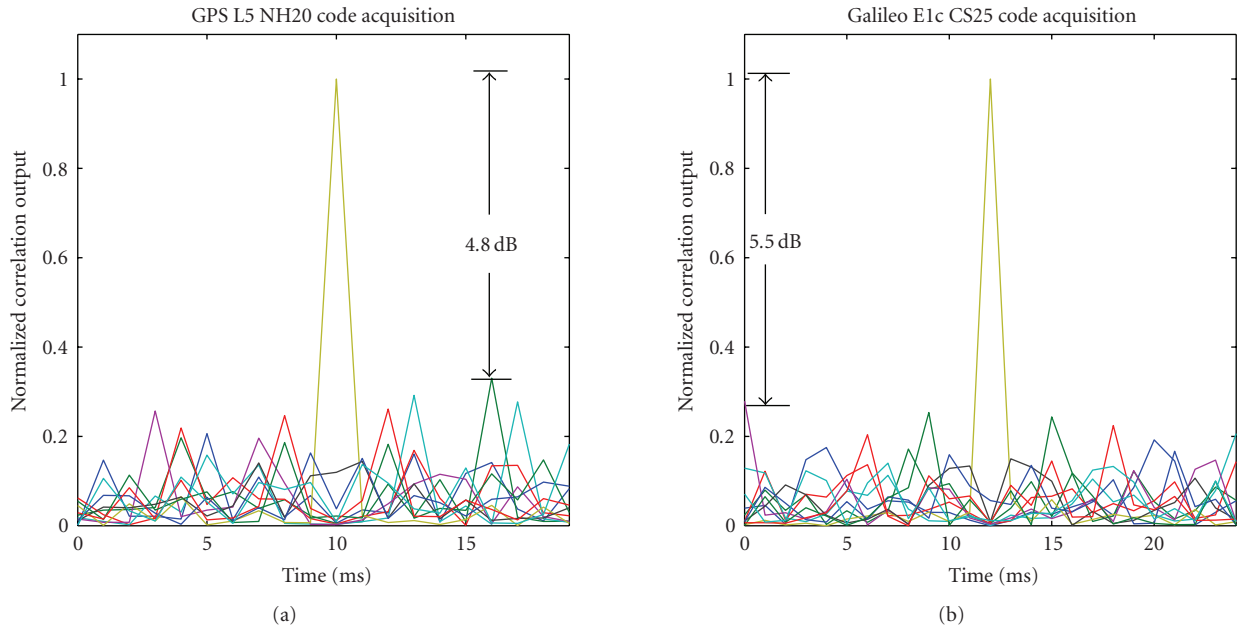 GPS L5 NH20 code acquisition
Normalized correlation output
1
0.8
0.6
0.4
0.2
0
4.8 dB
0
5
10
15
Time (ms)
(a)
Galileo E1c CS25 code acquisition
Normalized correlation output
1
0.8
0.6
0.4
0.2
0
5.5 dB
0
5
10
15
20
Time (ms)
(b)